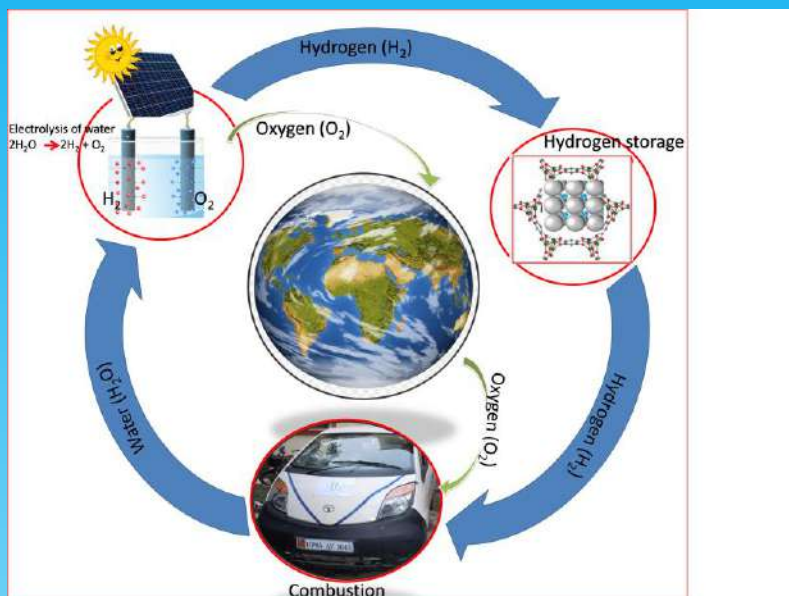 Hydrogen (H₂)
Electrolysis of water
2H₂O → 2H₂ + O₂
Oxygen (O₂)
Hydrogen storage
H₂
O₂
Water (H₂O)
Oxygen (O₂)
Hydrogen (H₂)
Combustion